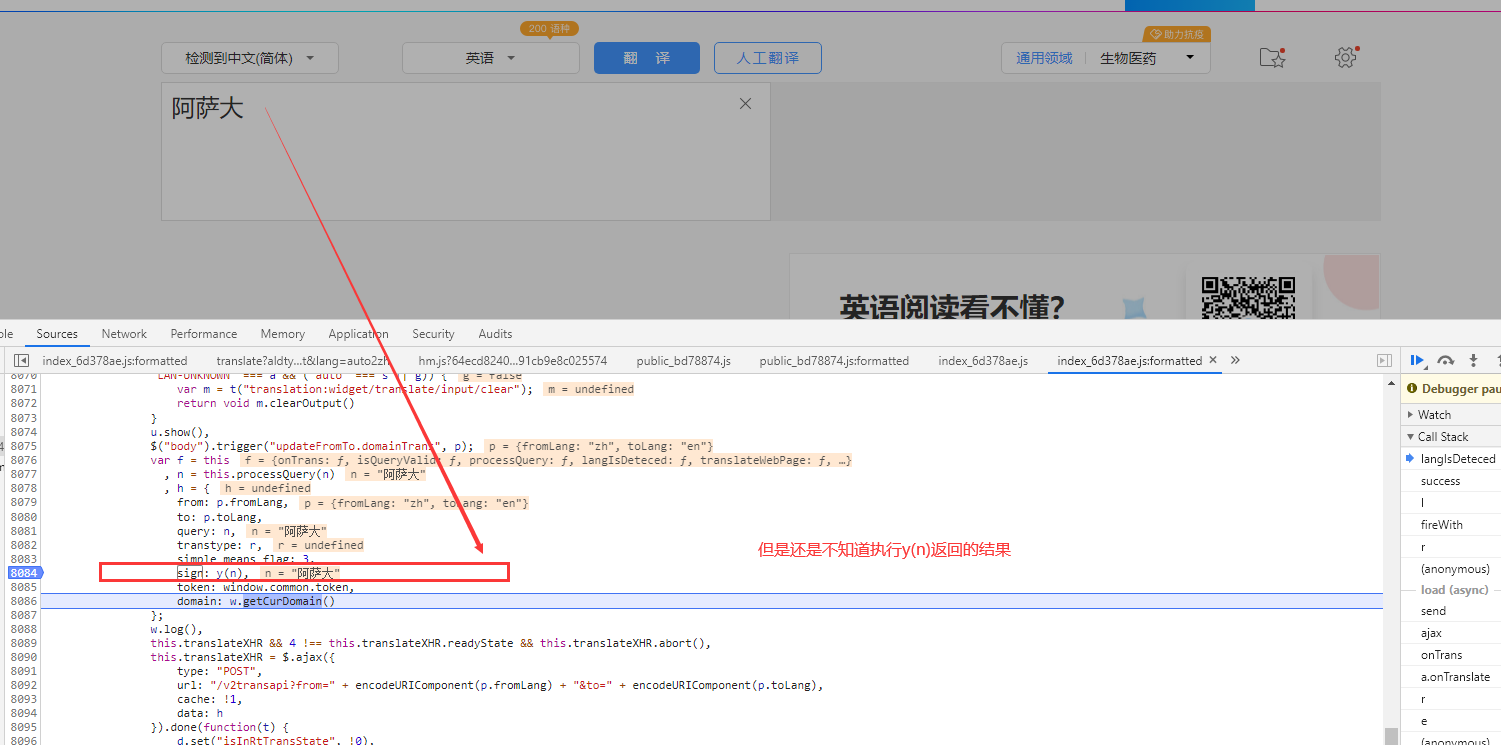 200 语种
助力抗疫
检测到中文(简体)
英语
翻 译
人工翻译
通用领域
生物医药
阿萨大
英语阅读看不懂？
Sources Network Performance Memory Application Security Audits
index_6d378ae.js:formatted translate?aldty...t&lang=auto2zh hm.js?64ecd8240...91cb9e8c025574 public_bd78874.js public_bd78874.js:formatted index_6d378ae.js index_6d378ae.js:formatted × »
8071 var m = t("translation:widget/translate/input/clear"); m = undefined
8072 return void m.clearOutput()
8073 }
8074 u.show(),
8075 $("body").trigger("updateFromTo.domainTrans", p); p = {fromLang: "zh", toLang: "en"}
8076 var f = this f = {onTrans: ƒ, isQueryValid: ƒ, processQuery: ƒ, langIsDeteced: ƒ, translateWebPage: ƒ, …}
8077 , n = this.processQuery(n) n = "阿萨大"
8078 , h = { h = undefined
8079 from: p.fromLang, p = {fromLang: "zh", toLang: "en"}
8080 to: p.toLang,
8081 query: n, n = "阿萨大"
8082 transtype: r, r = undefined
8083 simple_means_flag: 3,
8084 sign: y(n), n = "阿萨大"
8085 token: window.common.token,
8086 domain: w.getCurDomain()
8087 };
8088 w.log(),
8089 this.translateXHR && 4 !== this.translateXHR.readyState && this.translateXHR.abort(),
8090 this.translateXHR = $.ajax({
8091 type: "POST",
8092 url: "/v2transapi?from=" + encodeURIComponent(p.fromLang) + "&to=" + encodeURIComponent(p.toLang),
8093 cache: !1,
8094 data: h
8095 }).done(function(t) {
8096 d.set("isInRtTransState", !0),
但是还是不知道执行y(n)返回的结果
Debugger pau
Watch
Call Stack
langIsDeteced
success
l
fireWith
r
(anonymous)
load (async)
send
ajax
onTrans
a.onTranslate
r
e
(anonymous)